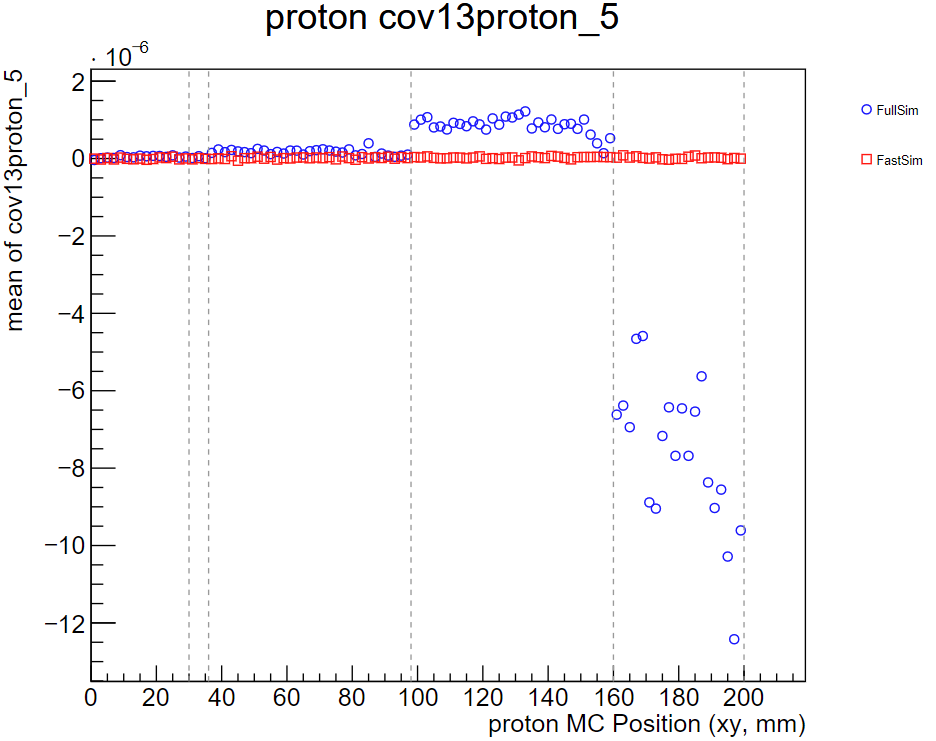 proton cov13proton_5
· 10⁻⁶
mean of cov13proton_5
2
0
−2
−4
−6
−8
−10
−12
0 20 40 60 80 100 120 140 160 180 200
proton MC Position (xy, mm)
FullSim
FastSim